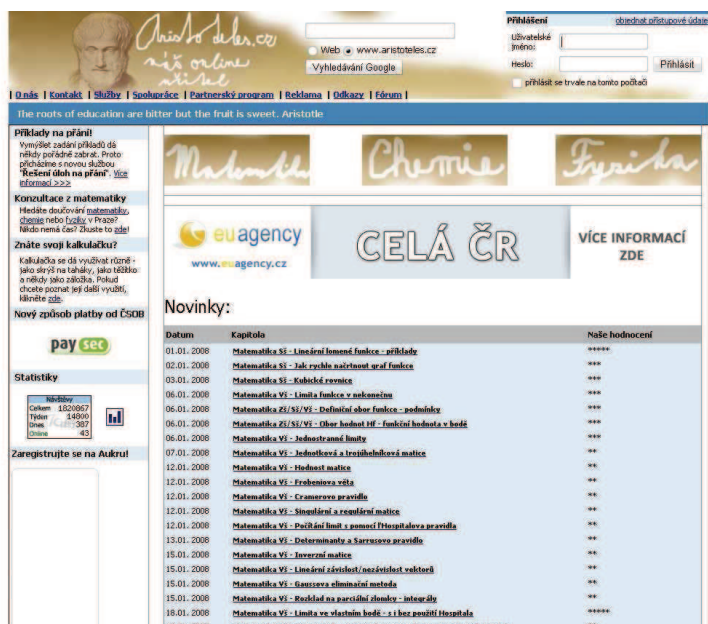 Aristoteles.cz
náš online
učitel
Web www.aristoteles.cz
Vyhledávání Google
Přihlášení objednat přístupové údaje
Uživatelské
jméno:
Heslo: Přihlásit
přihlásit se trvale na tomto počítači
| O nás | Kontakt | Služby | Spolupráce | Partnerský program | Reklama | Odkazy | Fórum |
The roots of education are bitter but the fruit is sweet. Aristotle
Příklady na přání!
Vymýšlet zadání příkladů dá
někdy pořádně zabrat. Proto
přicházíme s novou službou
"Řešení úloh na přání". Více
informací >>>
Konzultace z matematiky
Hledáte doučování matematiky,
chemie nebo fyziky v Praze?
Nikdo nemá čas? Zkuste to zde!
Znáte svoji kalkulačku?
Kalkulačka se dá využívat různě -
jako skrýš na taháky, jako těžítko
a někdy jako záložka. Pokud
chcete poznat její další využití,
klikněte zde.
Nový způsob platby od ČSOB
pay sec
Statistiky
Návštěvy
Celkem 1820867
Týden 14800
Dnes 387
Online 43
Zaregistrujte se na Aukru!
Matematika Chemie Fyzika
euagency
www.euagency.cz
CELÁ ČR
VÍCE INFORMACÍ
ZDE
Novinky:
Datum Kapitola Naše hodnocení
01.01. 2008 Matematika Sš - Lineární lomené funkce - příklady *****
02.01. 2008 Matematika Sš - Jak rychle načrtnout graf funkce ***
03.01. 2008 Matematika Sš - Kubické rovnice ***
06.01. 2008 Matematika Vš - Limita funkce v nekonečnu ***
06.01. 2008 Matematika Zš/Sš/Vš - Definiční obor funkce - podmínky ***
06.01. 2008 Matematika Zš/Sš/Vš - Obor hodnot Hf - funkční hodnota v bodě ***
06.01. 2008 Matematika Vš - Jednostranné limity ***
07.01. 2008 Matematika Vš - Jednotková a trojúhelníková matice **
12.01. 2008 Matematika Vš - Hodnost matice **
12.01. 2008 Matematika Vš - Frobeniova věta **
12.01. 2008 Matematika Vš - Cramerovo pravidlo **
12.01. 2008 Matematika Vš - Singulární a regulární matice **
12.01. 2008 Matematika Vš - Počítání limit s pomocí l'Hospitalova pravidla **
13.01. 2008 Matematika Vš - Determinanty a Sarrusovo pravidlo **
15.01. 2008 Matematika Vš - Inverzní matice **
15.01. 2008 Matematika Vš - Lineární závislost/nezávislost vektorů **
15.01. 2008 Matematika Vš - Gaussova eliminační metoda **
15.01. 2008 Matematika Vš - Rozklad na parciální zlomky - integrály **
18.01. 2008 Matematika Vš - Limita ve vlastním bodě - s i bez použití Hospitala *****